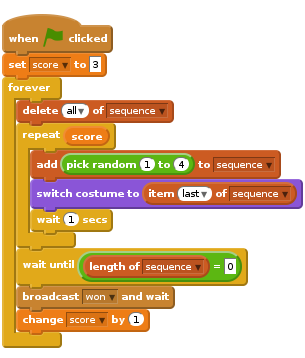 when clicked
set score to 3
forever
delete all of sequence
repeat score
add pick random 1 to 4 to sequence
switch costume to item last of sequence
wait 1 secs
wait until length of sequence = 0
broadcast won and wait
change score by 1